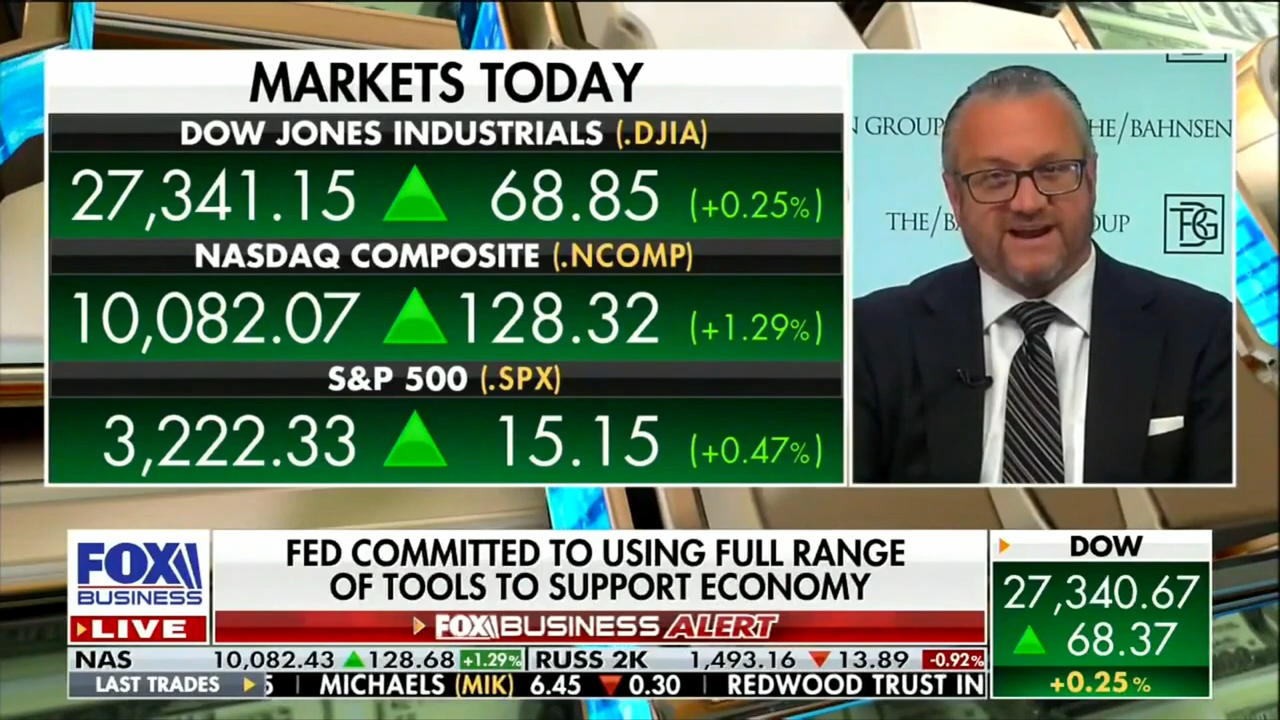 MARKETS TODAY
DOW JONES INDUSTRIALS (.DJIA)
27,341.15 ▲ 68.85 (+0.25%)
NASDAQ COMPOSITE (.NCOMP)
10,082.07 ▲ 128.32 (+1.29%)
S&P 500 (.SPX)
3,222.33 ▲ 15.15 (+0.47%)
N GROUP
HE/BAHNSEN
THE/BA
OUP
TBG
FOX
BUSINESS
LIVE
FED COMMITTED TO USING FULL RANGE
OF TOOLS TO SUPPORT ECONOMY
FOX BUSINESS ALERT
DOW
27,340.67
▲ 68.37
+0.25%
NAS 10,082.43 ▲ 128.68 +1.29% RUSS 2K 1,493.16 ▼ 13.89 -0.92%
LAST TRADES 5 | MICHAELS (MIK) 6.45 ▼ 0.30 | REDWOOD TRUST IN